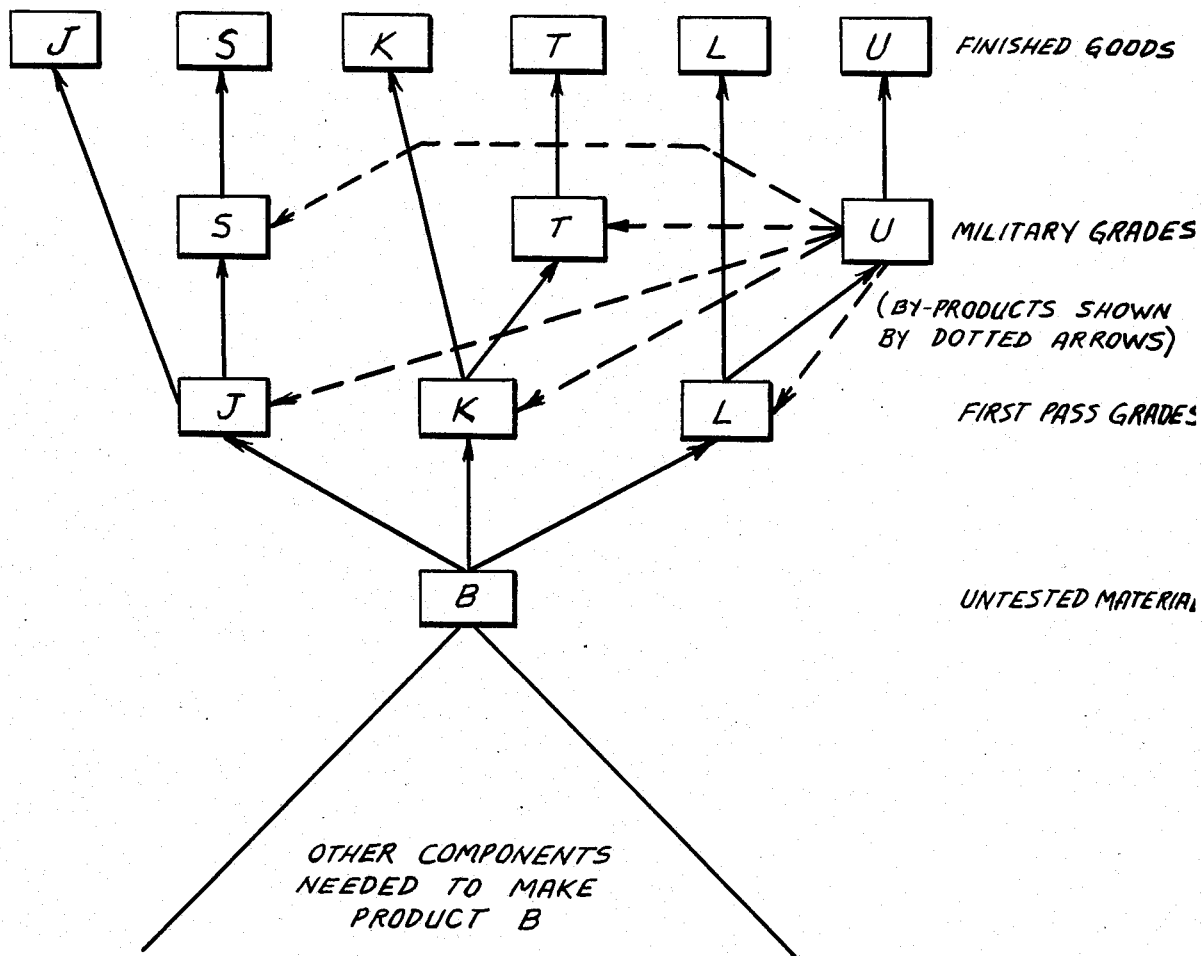 J S K T L U FINISHED GOODS
S T U MILITARY GRADES
(BY-PRODUCTS SHOWN
BY DOTTED ARROWS)
J K L FIRST PASS GRADES
B UNTESTED MATERIAL
OTHER COMPONENTS
NEEDED TO MAKE
PRODUCT B